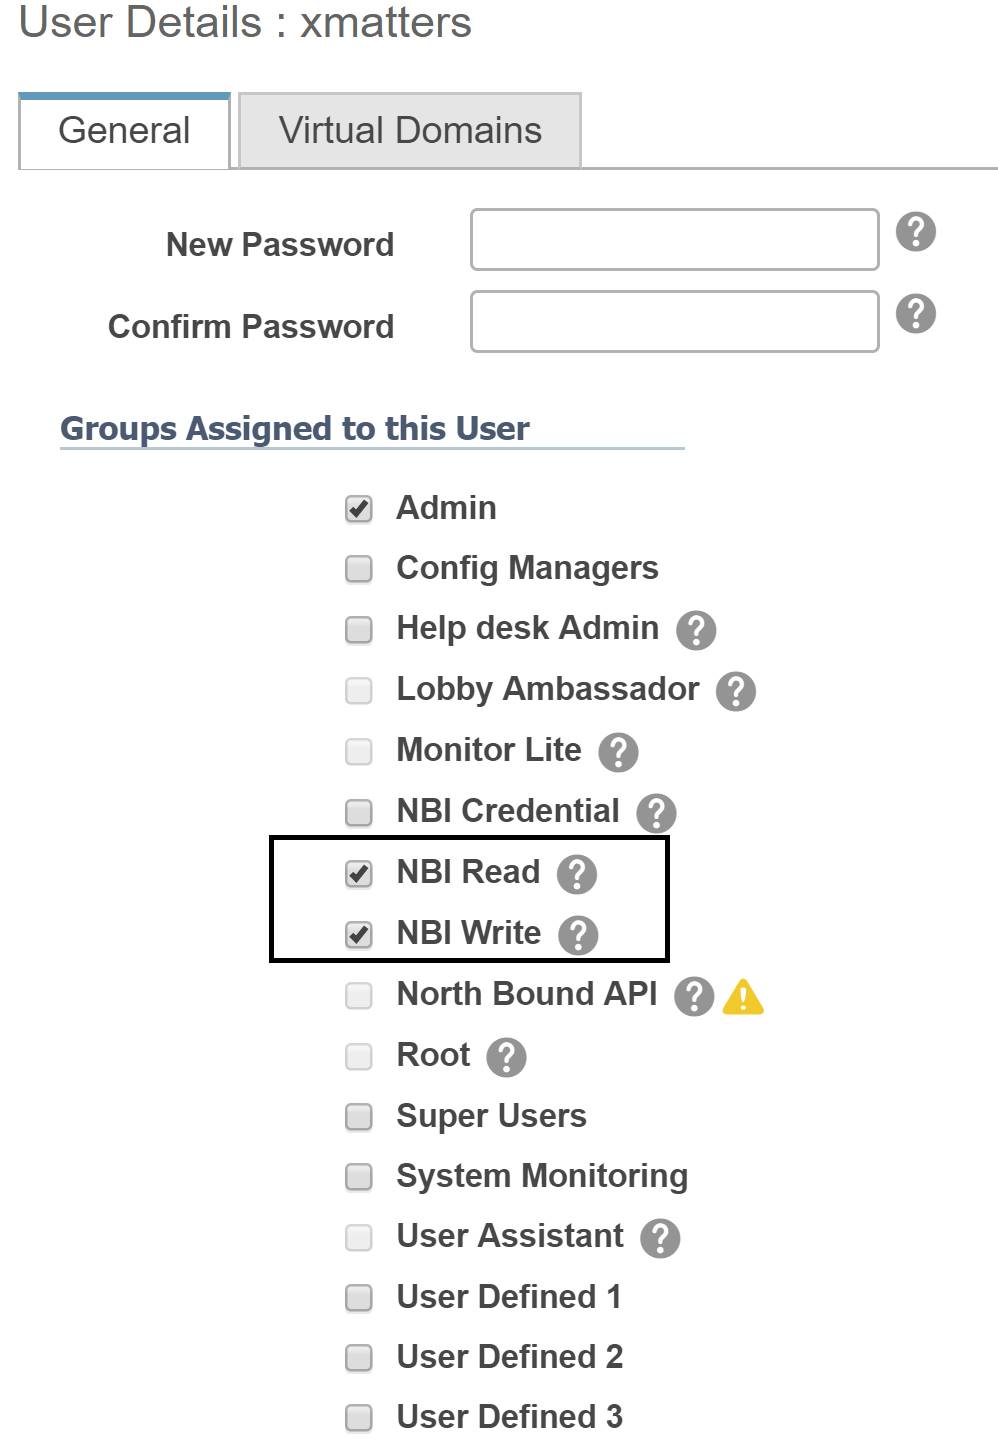 User Details : xmatters
General
Virtual Domains
New Password
?
Confirm Password
?
Groups Assigned to this User
Admin
Config Managers
Help desk Admin ?
Lobby Ambassador ?
Monitor Lite ?
NBI Credential ?
NBI Read ?
NBI Write ?
North Bound API ? !
Root ?
Super Users
System Monitoring
User Assistant ?
User Defined 1
User Defined 2
User Defined 3